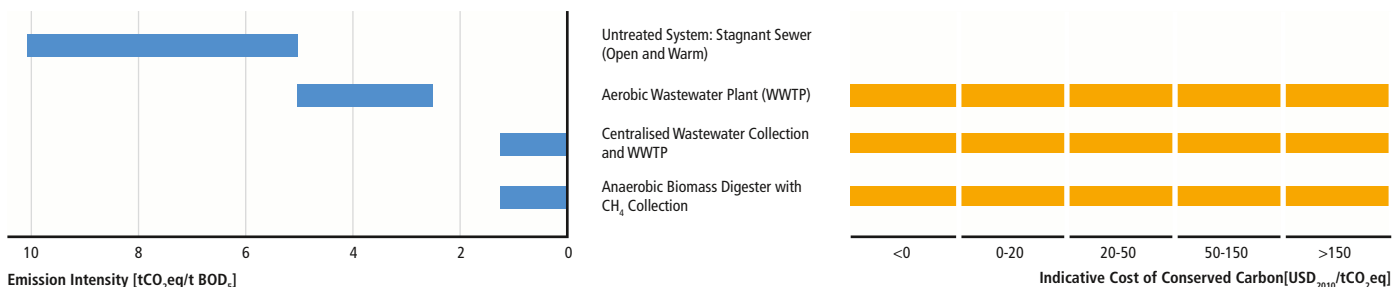 Untreated System: Stagnant Sewer
(Open and Warm)
Aerobic Wastewater Plant (WWTP)
Centralised Wastewater Collection
and WWTP
Anaerobic Biomass Digester with
CH₄ Collection
10 8 6 4 2 0
Emission Intensity [tCO₂eq/t BOD₅]
<0 0-20 20-50 50-150 >150
Indicative Cost of Conserved Carbon[USD₂₀₁₀/tCO₂eq]